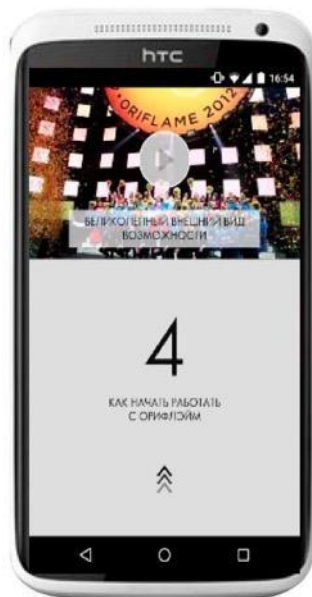 htc
16:54
ORIFLAME 2012
ВЕЛИКОЛЕПНЫЙ ВНЕШНИЙ ВИД
ВОЗМОЖНОСТИ
4
КАК НАЧАТЬ РАБОТАТЬ
С ОРИФЛЭЙМ